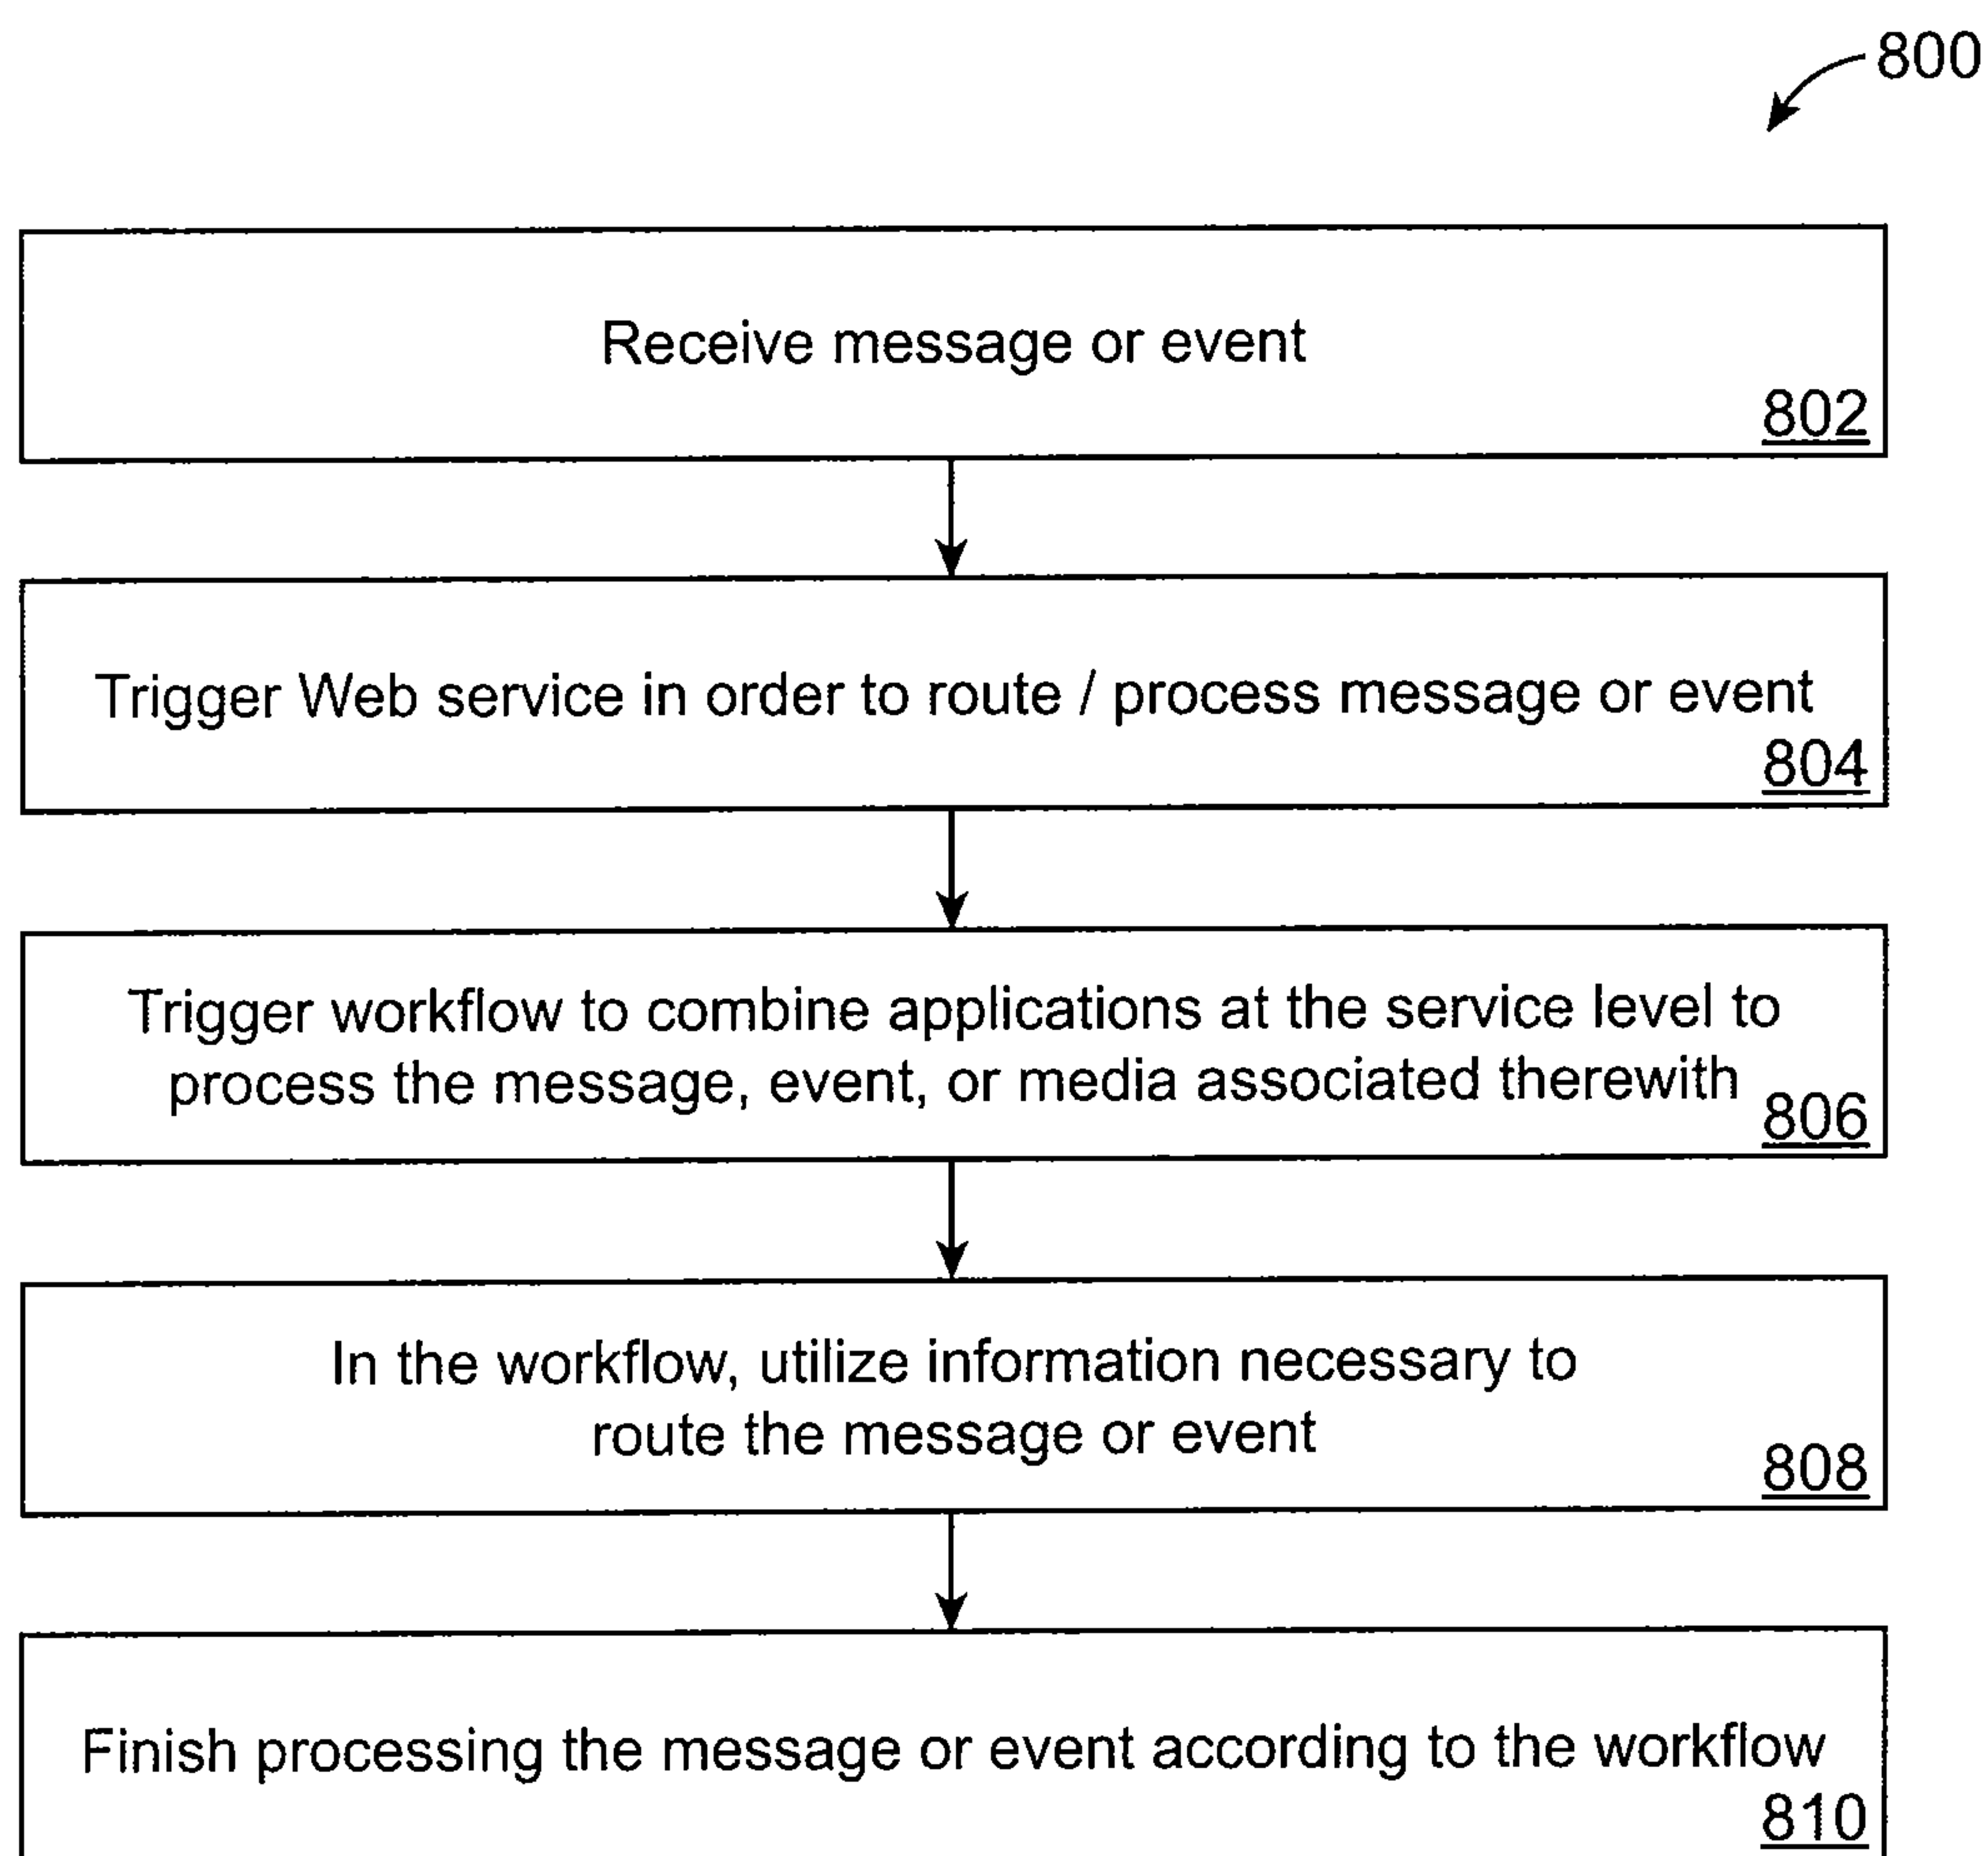 800
Receive message or event
802
Trigger Web service in order to route / process message or event
804
Trigger workflow to combine applications at the service level to
process the message, event, or media associated therewith
806
In the workflow, utilize information necessary to
route the message or event
808
Finish processing the message or event according to the workflow
810